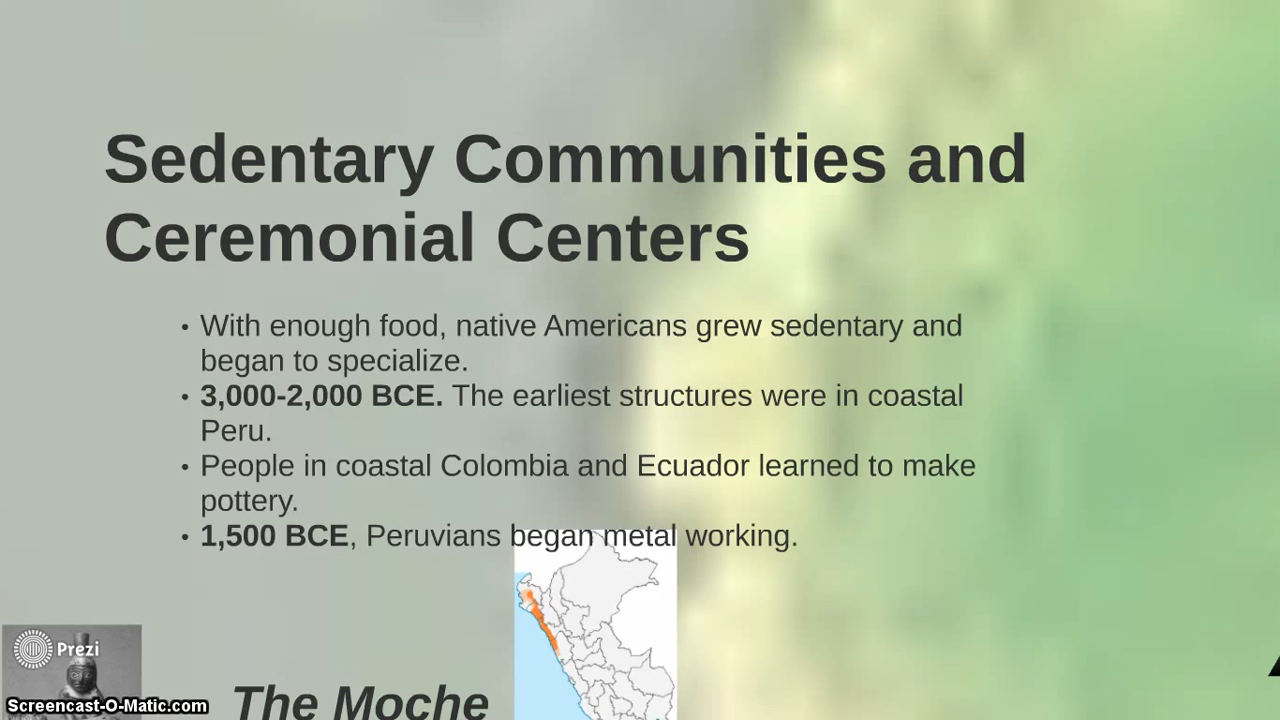 Sedentary Communities and
Ceremonial Centers
• With enough food, native Americans grew sedentary and
began to specialize.
• 3,000-2,000 BCE. The earliest structures were in coastal
Peru.
• People in coastal Colombia and Ecuador learned to make
pottery.
• 1,500 BCE, Peruvians began metal working.
Prezi
Screencast-O-Matic.com
The Moche